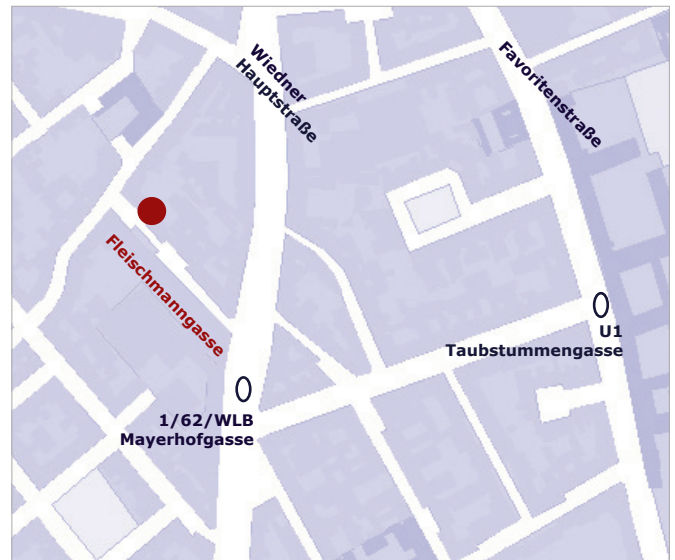 Wiedner
Hauptstraße
Favoritenstraße
Fleischmanngasse
U1
Taubstummengasse
1/62/WLB
Mayerhofgasse